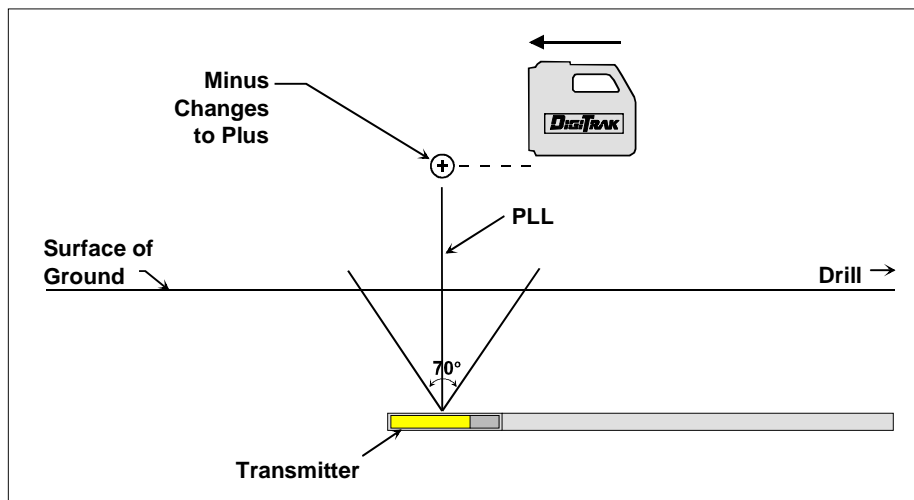 Minus
Changes
to Plus
DIGITRAK
PLL
Surface of
Ground
Drill
70°
Transmitter